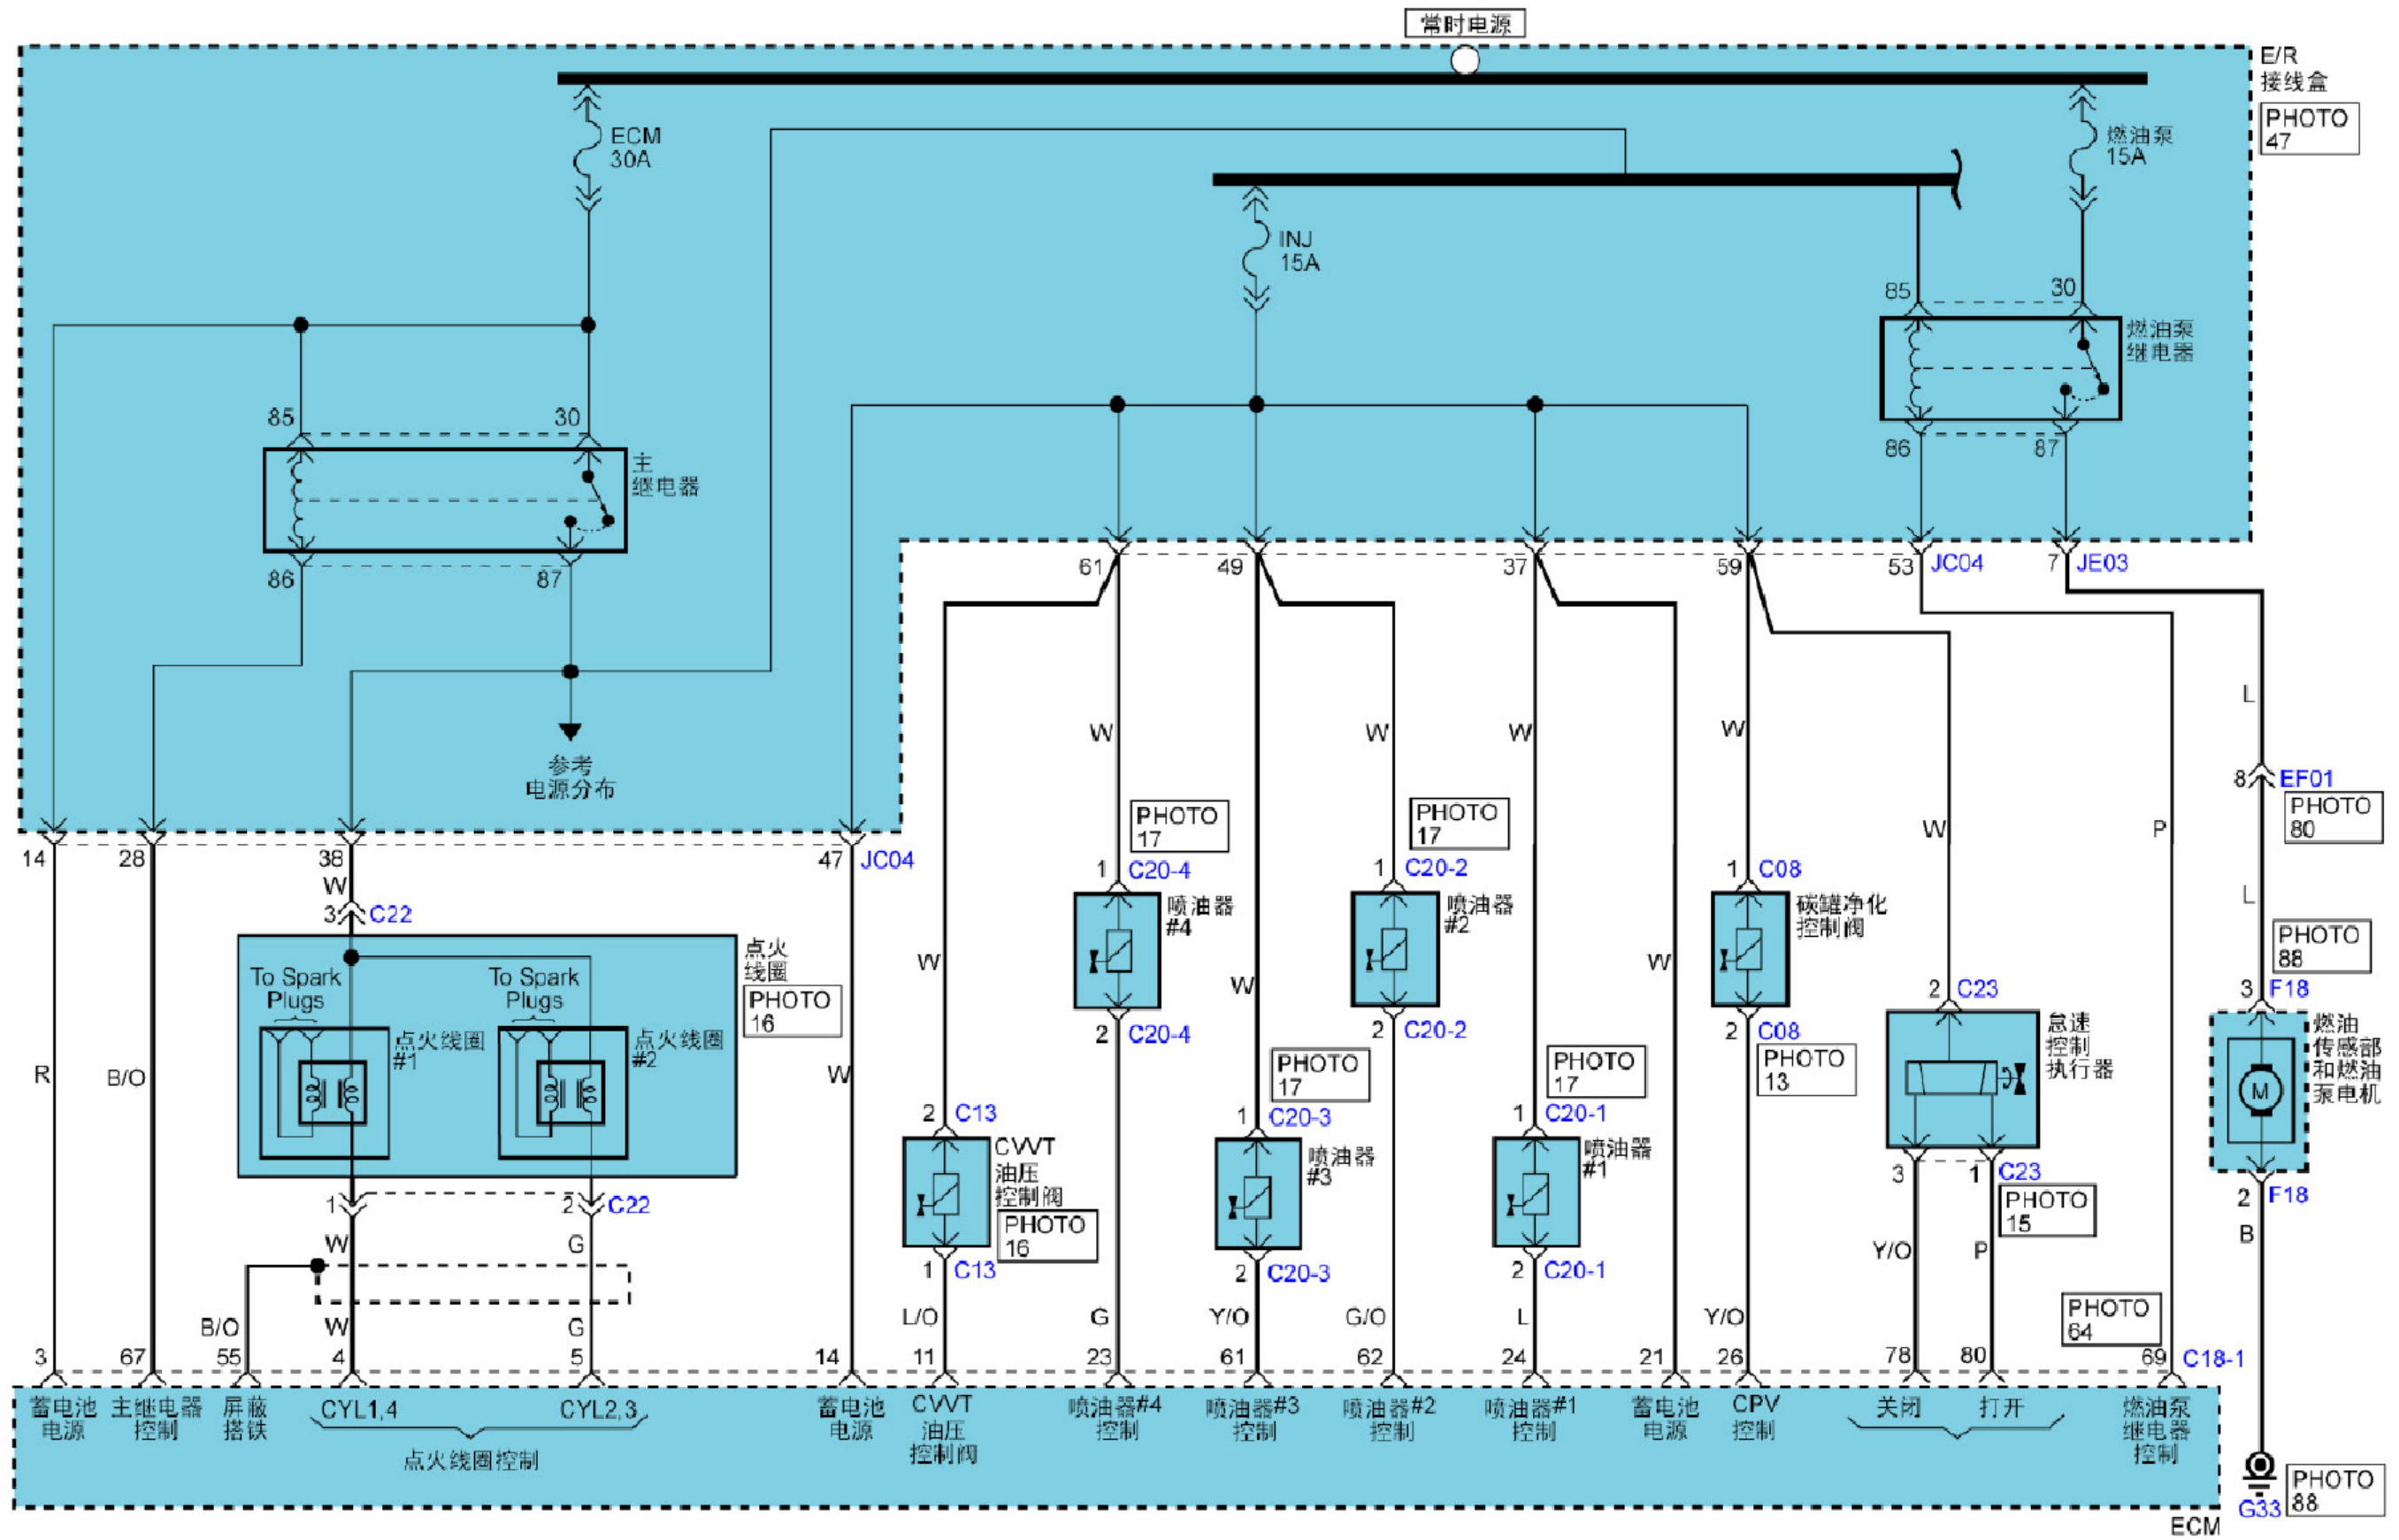 常时电源
E/R
接线盒
PHOTO
47
ECM
30A
燃油泵
15A
INJ
15A
85
30
燃油泵
继电器
86
87
85
30
主
继电器
86
87
参考
电源分布
61
49
37
59
53
JC04
7
JE03
L
W
W
W
W
8
EF01
PHOTO
80
W
P
14
28
38
47
JC04
W
3
C22
PHOTO
17
PHOTO
17
1
C20-4
1
C20-2
1
C08
喷油器
#4
喷油器
#2
碳罐净化
控制阀
L
PHOTO
88
点火
线圈
PHOTO
16
To Spark
Plugs
To Spark
Plugs
点火线圈
#1
点火线圈
#2
W
W
W
2
C23
3
F18
2
C20-4
2
C20-2
2
C08
PHOTO
13
怠速
控制
执行器
燃油
传感部
和燃油
泵电机
M
R
B/O
W
PHOTO
17
PHOTO
17
2
C13
1
C20-3
1
C20-1
CVVT
油压
控制阀
PHOTO
16
喷油器
#3
喷油器
#1
3
1
C23
PHOTO
15
2
F18
B
1
2
C22
W
G
1
C13
2
C20-3
2
C20-1
Y/O
P
B/O
W
G
L/O
G
Y/O
G/O
L
Y/O
PHOTO
64
3
67
55
4
5
14
11
23
61
62
24
21
26
78
80
69
C18-1
蓄电池
电源
主继电器
控制
屏蔽
搭铁
CYL1,4
CYL2,3
点火线圈控制
蓄电池
电源
CVVT
油压
控制阀
喷油器#4
控制
喷油器#3
控制
喷油器#2
控制
喷油器#1
控制
蓄电池
电源
CPV
控制
关闭
打开
燃油泵
继电器
控制
G33
PHOTO
88
ECM